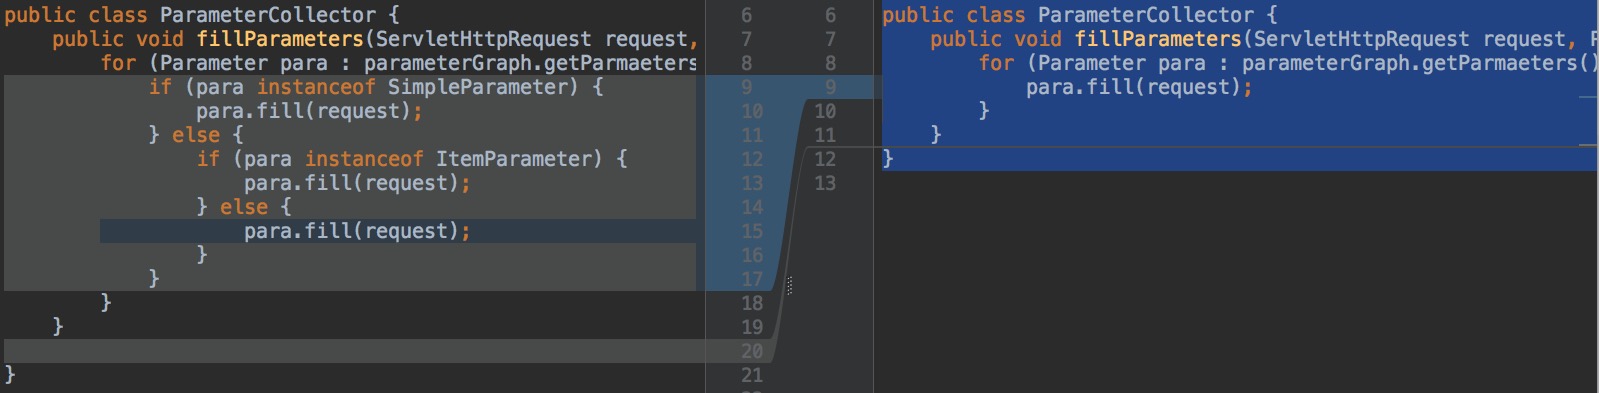 public class ParameterCollector {
public void fillParameters(ServletHttpRequest request,
for (Parameter para : parameterGraph.getParmaeters
if (para instanceof SimpleParameter) {
para.fill(request);
} else {
if (para instanceof ItemParameter) {
para.fill(request);
} else {
para.fill(request);
}
}
}
}
}
6 6
7 7
8 8
9 9
10 10
11 11
12 12
13 13
14
15
16
17
18
19
20
21
public class ParameterCollector {
public void fillParameters(ServletHttpRequest request,
for (Parameter para : parameterGraph.getParmaeters()
para.fill(request);
}
}
}